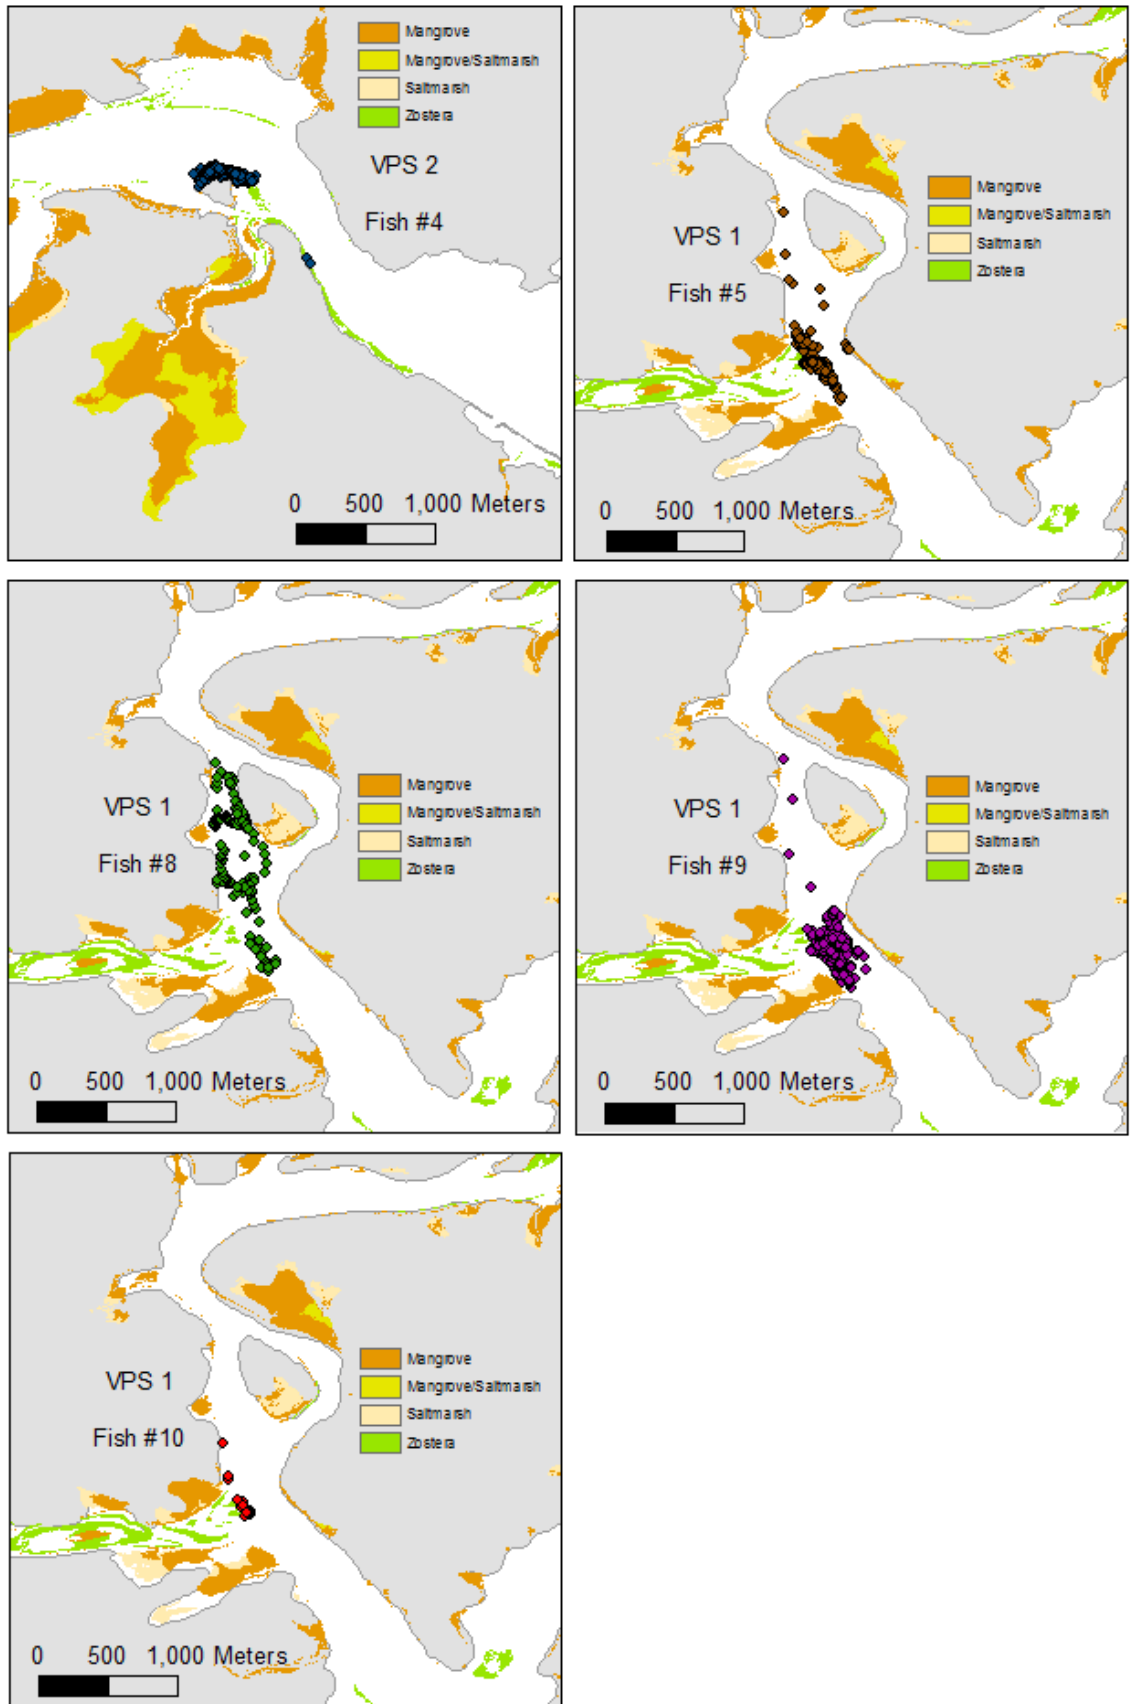 Mangrove
Mangrove/Saltmarsh
Saltmarsh
Zostera
VPS 2
Fish #4
0 500 1,000 Meters
Mangrove
Mangrove/Saltmarsh
Saltmarsh
Zostera
VPS 1
Fish #5
0 500 1,000 Meters
Mangrove
Mangrove/Saltmarsh
Saltmarsh
Zostera
VPS 1
Fish #8
0 500 1,000 Meters
Mangrove
Mangrove/Saltmarsh
Saltmarsh
Zostera
VPS 1
Fish #9
0 500 1,000 Meters
Mangrove
Mangrove/Saltmarsh
Saltmarsh
Zostera
VPS 1
Fish #10
0 500 1,000 Meters